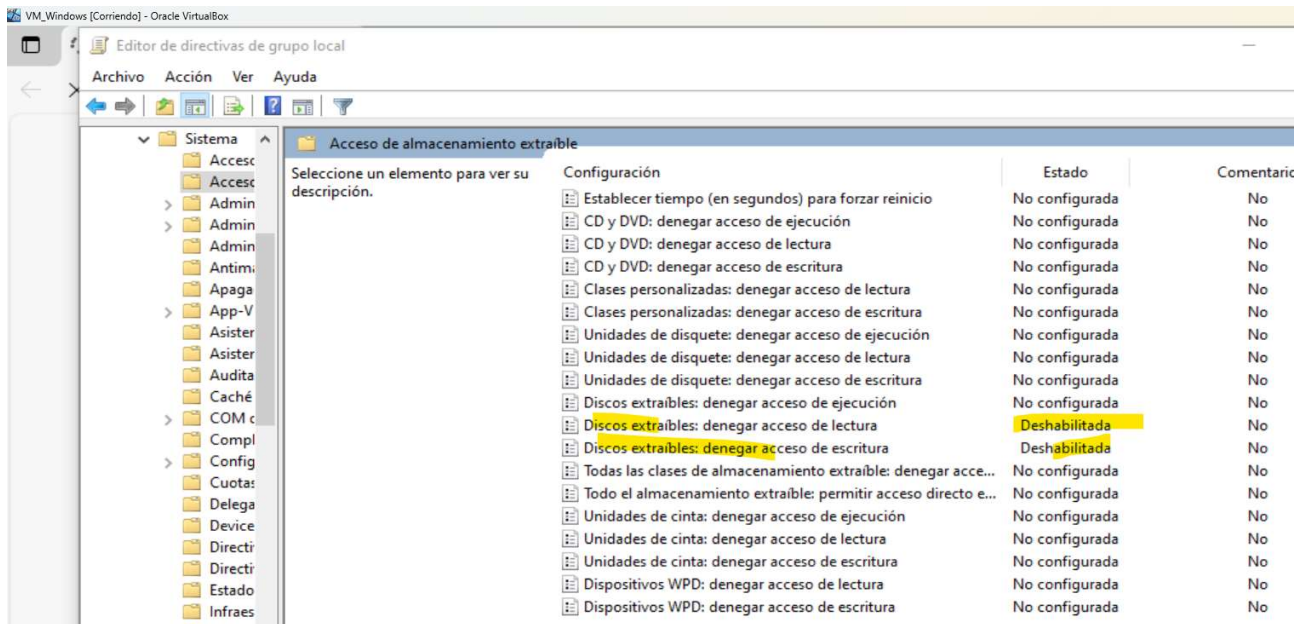 VM_Windows [Corriendo] - Oracle VirtualBox
Editor de directivas de grupo local
Archivo Acción Ver Ayuda
Sistema
Acceso de almacenamiento extraíble
Seleccione un elemento para ver su
descripción.
Configuración Estado Comentaric
Establecer tiempo (en segundos) para forzar reinicio No configurada No
CD y DVD: denegar acceso de ejecución No configurada No
CD y DVD: denegar acceso de lectura No configurada No
CD y DVD: denegar acceso de escritura No configurada No
Clases personalizadas: denegar acceso de lectura No configurada No
Clases personalizadas: denegar acceso de escritura No configurada No
Unidades de disquete: denegar acceso de ejecución No configurada No
Unidades de disquete: denegar acceso de lectura No configurada No
Unidades de disquete: denegar acceso de escritura No configurada No
Discos extraíbles: denegar acceso de ejecución No configurada No
Discos extraíbles: denegar acceso de lectura Deshabilitada No
Discos extraíbles: denegar acceso de escritura Deshabilitada No
Todas las clases de almacenamiento extraíble: denegar acce... No configurada No
Todo el almacenamiento extraíble: permitir acceso directo e... No configurada No
Unidades de cinta: denegar acceso de ejecución No configurada No
Unidades de cinta: denegar acceso de lectura No configurada No
Unidades de cinta: denegar acceso de escritura No configurada No
Dispositivos WPD: denegar acceso de lectura No configurada No
Dispositivos WPD: denegar acceso de escritura No configurada No
Acceso
Acceso
Admin
Admin
Admin
Antima
Apaga
App-V
Asister
Asister
Audita
Caché
COM c
Compl
Config
Cuotas
Delega
Device
Directi
Directi
Estado
Infraes